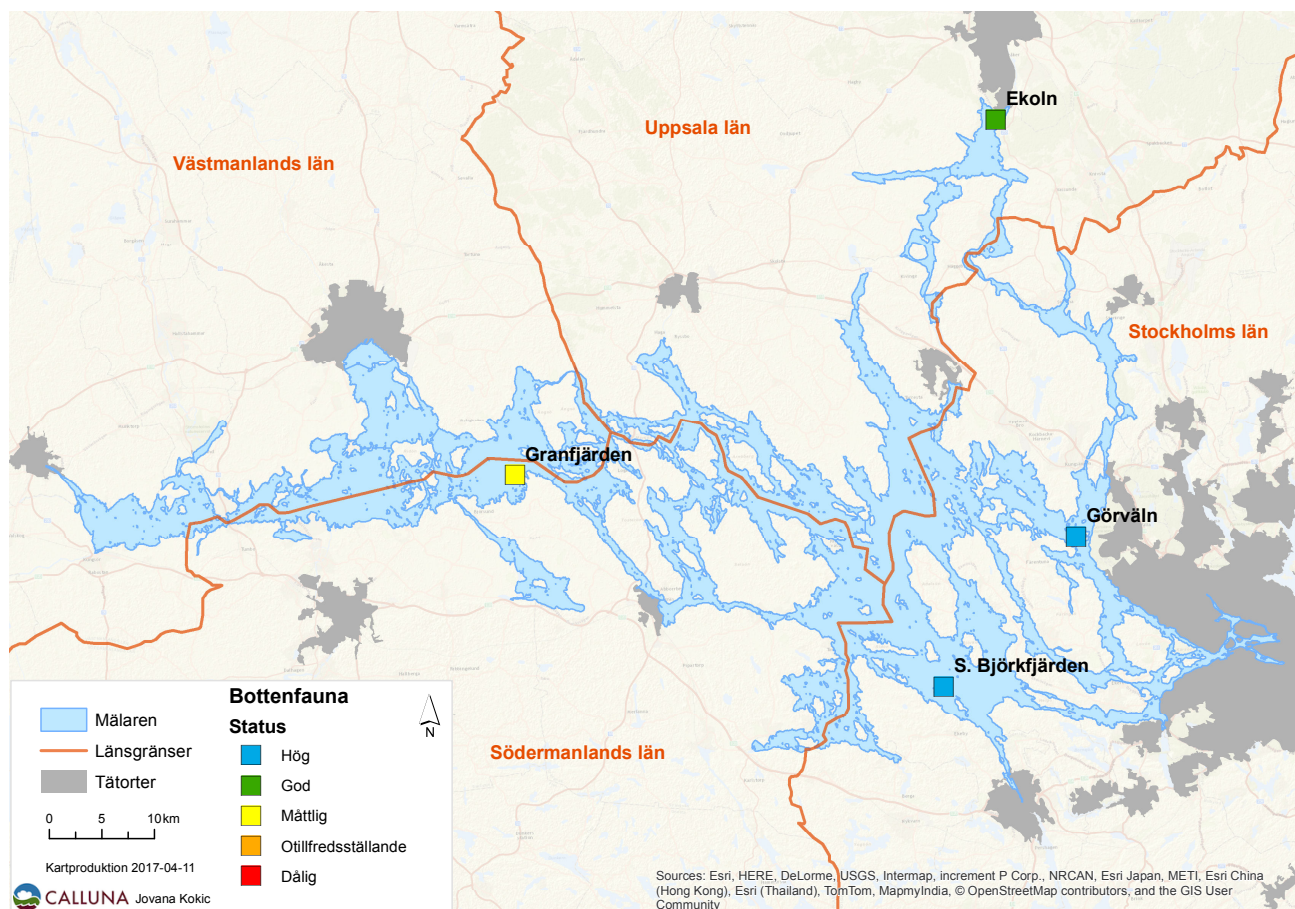 Ekoln
Uppsala län
Västmanlands län
Stockholms län
Granfjärden
Görväln
S. Björkfjärden
Södermanlands län
Mälaren
Länsgränser
Tätorter
0 5 10 km
Kartproduktion 2017-04-11
CALLUNA Jovana Kokic
Bottenfauna
Status
Hög
God
Måttlig
Otillfredsställande
Dålig
N
Sources: Esri, HERE, DeLorme, USGS, Intermap, increment P Corp., NRCAN, Esri Japan, METI, Esri China
(Hong Kong), Esri (Thailand), TomTom, MapmyIndia, © OpenStreetMap contributors, and the GIS User
Community